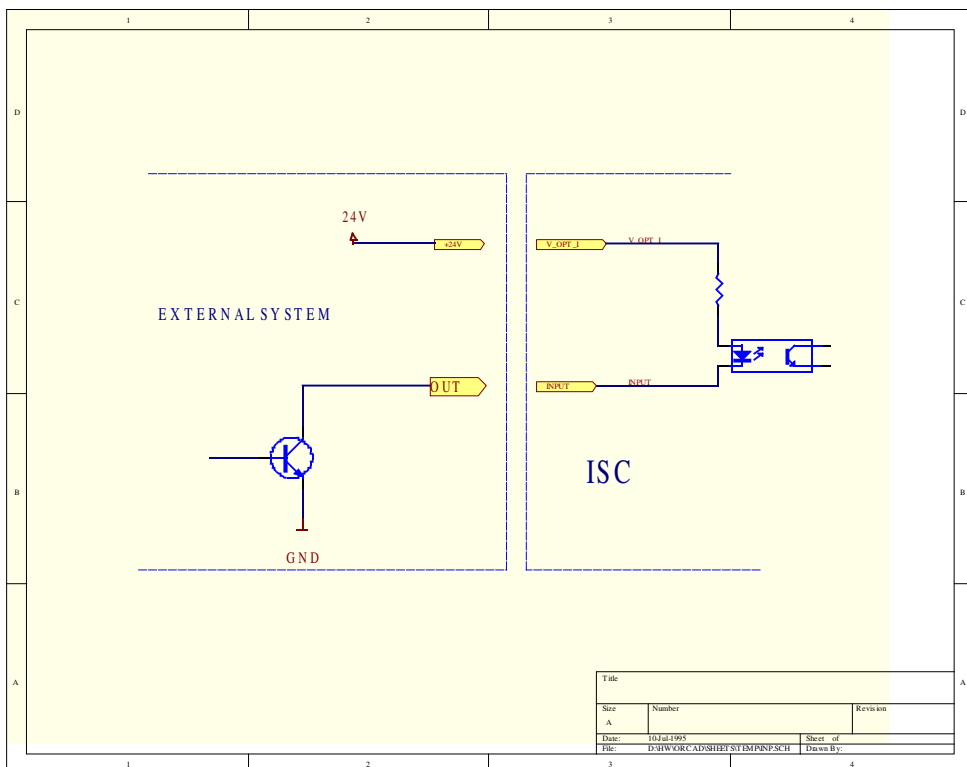 1 2 3 4
D D
24V
+24V V_OPT_I V_OPT_I
C C
EXTERNAL SYSTEM
OUT INPUT INPUT
ISC
B B
GND
A A
Title
Size Number Revision
A
Date: 10-Jul-1995 Sheet of
File: D:\HW\ORCAD\SHEETS\TEMP\INP.SCH Drawn By:
1 2 3 4